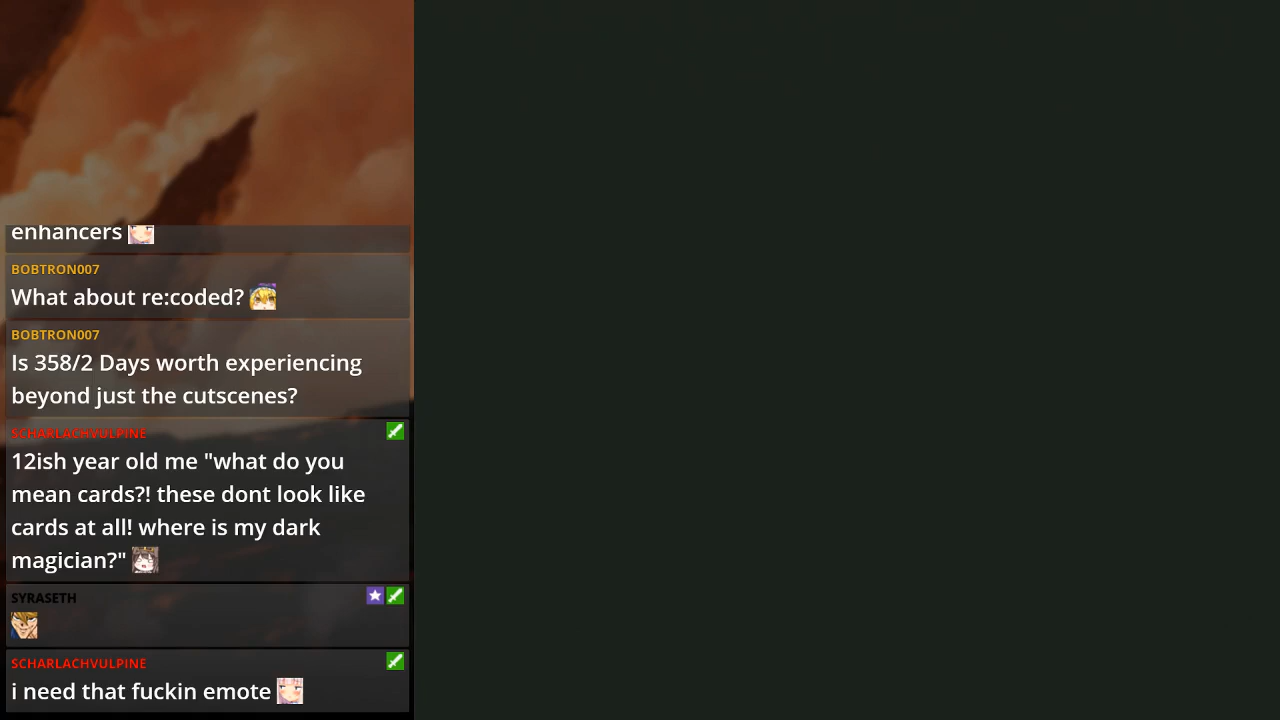 enhancers
BOBTRON007
What about re:coded?
BOBTRON007
Is 358/2 Days worth experiencing
beyond just the cutscenes?
SCHARLACHVULPINE
12ish year old me "what do you
mean cards?! these dont look like
cards at all! where is my dark
magician?"
SYRASETH
SCHARLACHVULPINE
i need that fuckin emote